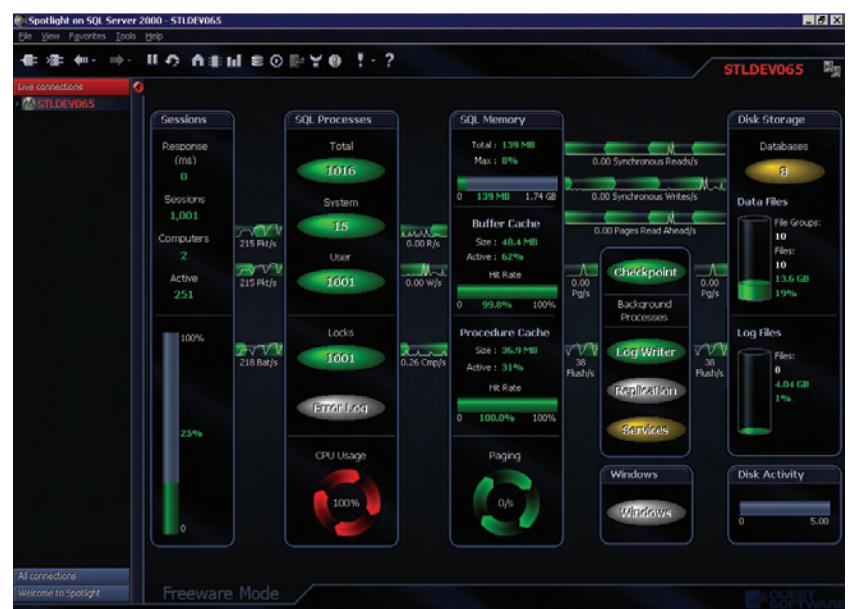 Spotlight on SQL Server 2000 - STLDEV065
File View Favorites Tools Help
STLDEV065
Live connections
STLDEV065
Sessions
Response
(ms)
0
Sessions
1,001
Computers
2
Active
251
100%
25%
0
215 Pkt/s
215 Pkt/s
218 Bat/s
SQL Processes
Total
1016
System
15
User
1001
Locks
1001
Error Log
CPU Usage
100%
0.00 R/s
0.00 W/s
0.26 Cmp/s
SQL Memory
Total : 139 MB
Max : 8%
0 139 MB 1.74 GB
Buffer Cache
Size : 48.4 MB
Active : 62%
Hit Rate
0 99.8% 100%
Procedure Cache
Size : 36.9 MB
Active : 31%
Hit Rate
0 100.0% 100%
Paging
0/s
0.00 Synchronous Reads/s
0.00 Synchronous Writes/s
0.00 Pages Read Ahead/s
0.00
Pg/s
38
Flush/s
Checkpoint
Background
Processes
Log Writer
Replication
Services
0.00
Pg/s
38
Flush/s
Windows
Windows
Disk Storage
Databases
8
Data Files
File Groups:
10
Files:
10
13.6 GB
19%
Log Files
Files:
8
4.04 GB
1%
Disk Activity
0 5.00
All connections
Welcome to Spotlight
Freeware Mode
QUEST
SOFTWARE